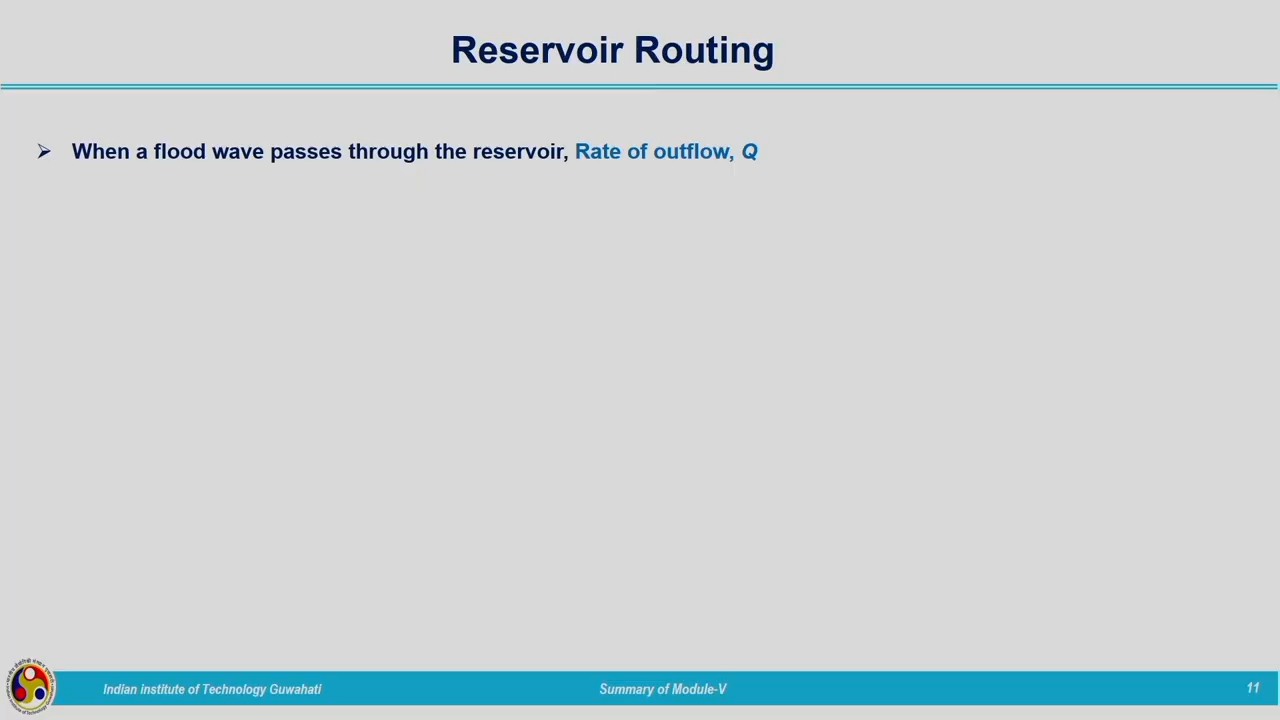 Reservoir Routing
➢ When a flood wave passes through the reservoir, Rate of outflow, Q
Indian institute of Technology Guwahati
Summary of Module-V
11